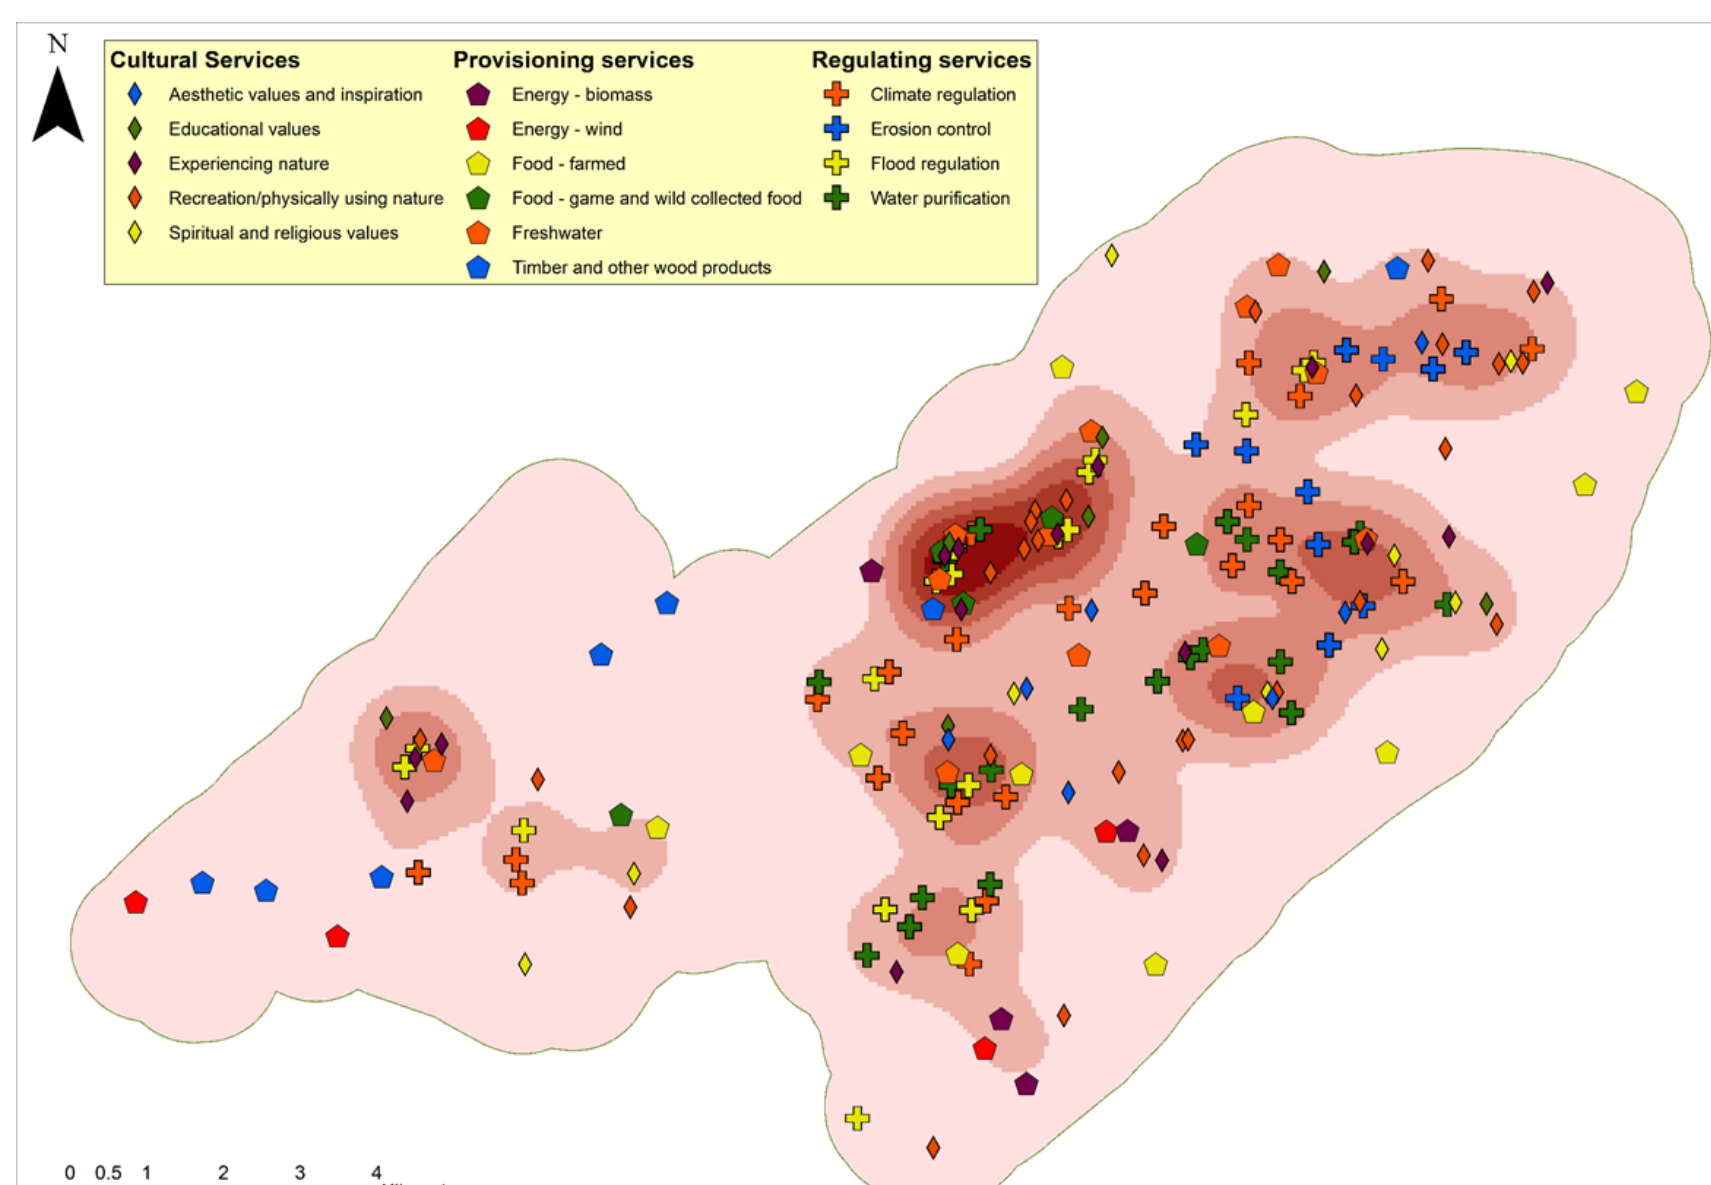 N
Cultural Services
Aesthetic values and inspiration
Educational values
Experiencing nature
Recreation/physically using nature
Spiritual and religious values
Provisioning services
Energy - biomass
Energy - wind
Food - farmed
Food - game and wild collected food
Freshwater
Timber and other wood products
Regulating services
Climate regulation
Erosion control
Flood regulation
Water purification
0 0.5 1 2 3 4